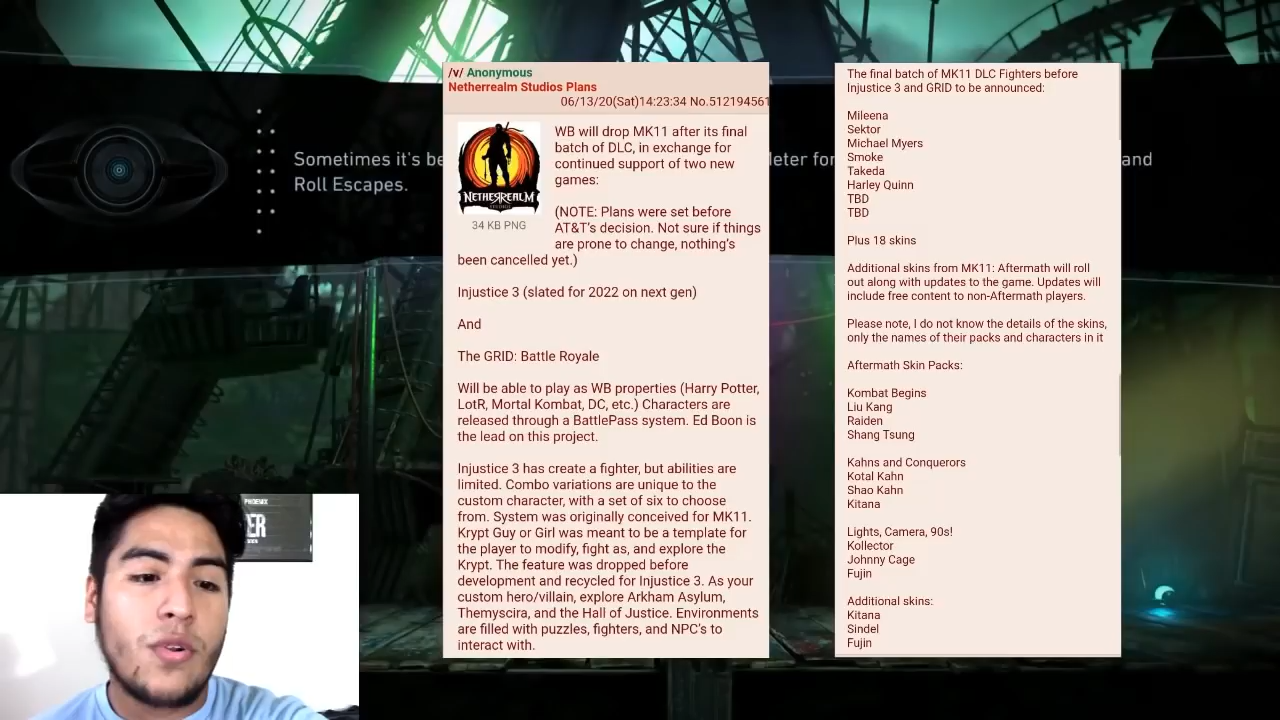 /v/ Anonymous
Netherrealm Studios Plans
06/13/20(Sat)14:23:34 No.512194561
NETHERREALM
34 KB PNG
WB will drop MK11 after its final
batch of DLC, in exchange for
continued support of two new
games:
(NOTE: Plans were set before
AT&T's decision. Not sure if things
are prone to change, nothing's
been cancelled yet.)
Injustice 3 (slated for 2022 on next gen)
And
The GRID: Battle Royale
Will be able to play as WB properties (Harry Potter,
LotR, Mortal Kombat, DC, etc.) Characters are
released through a BattlePass system. Ed Boon is
the lead on this project.
Injustice 3 has create a fighter, but abilities are
limited. Combo variations are unique to the
custom character, with a set of six to choose
from. System was originally conceived for MK11.
Krypt Guy or Girl was meant to be a template for
the player to modify, fight as, and explore the
Krypt. The feature was dropped before
development and recycled for Injustice 3. As your
custom hero/villain, explore Arkham Asylum,
Themyscira, and the Hall of Justice. Environments
are filled with puzzles, fighters, and NPC's to
interact with.
The final batch of MK11 DLC Fighters before
Injustice 3 and GRID to be announced:
Mileena
Sektor
Michael Myers
Smoke
Takeda
Harley Quinn
TBD
TBD
Plus 18 skins
Additional skins from MK11: Aftermath will roll
out along with updates to the game. Updates will
include free content to non-Aftermath players.
Please note, I do not know the details of the skins,
only the names of their packs and characters in it
Aftermath Skin Packs:
Kombat Begins
Liu Kang
Raiden
Shang Tsung
Kahns and Conquerors
Kotal Kahn
Shao Kahn
Kitana
Lights, Camera, 90s!
Kollector
Johnny Cage
Fujin
Additional skins:
Kitana
Sindel
Fujin
Sometimes it's be
for
and
Roll Escapes.
PHOENIX
ER